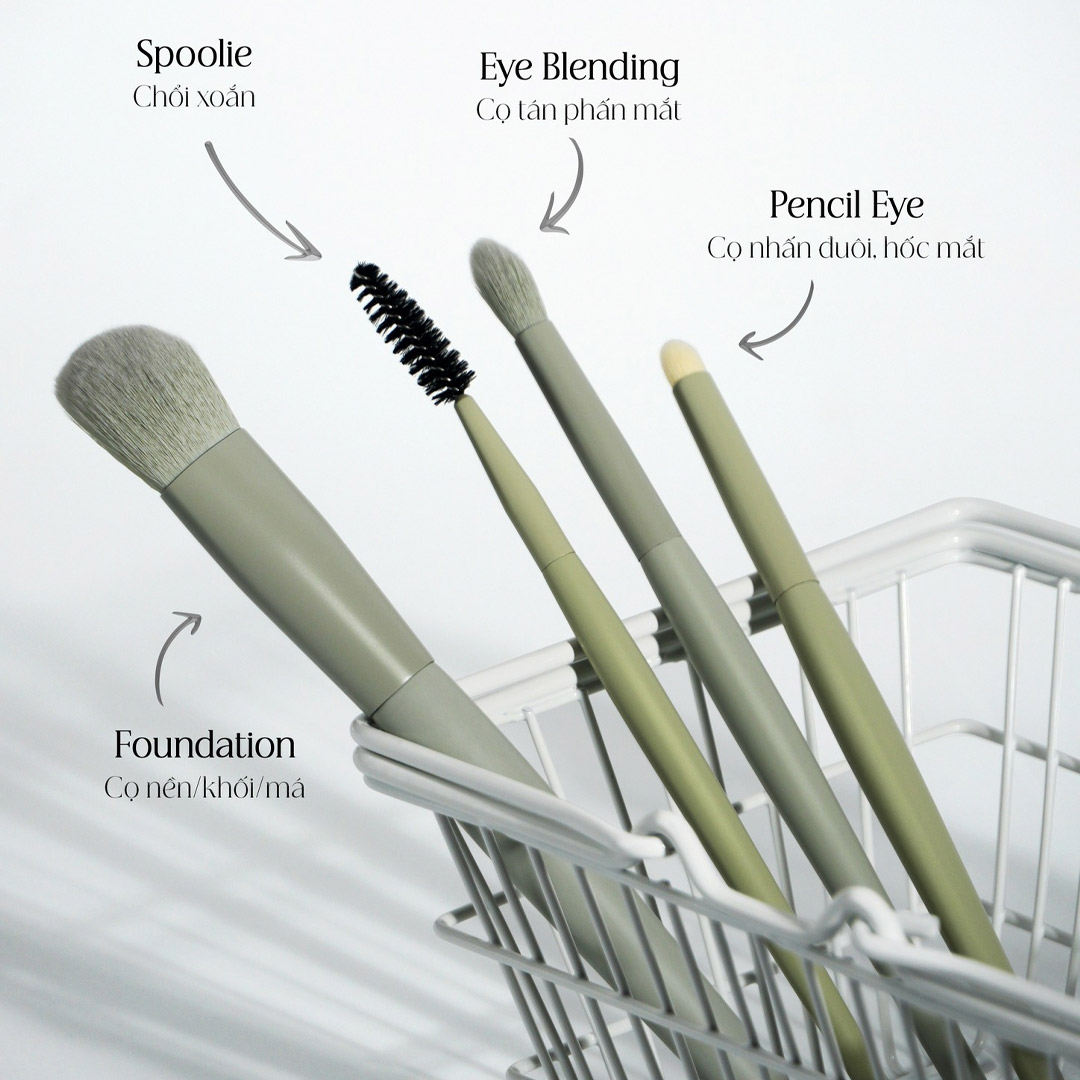 Spoolie
Chổi xoắn
Eye Blending
Cọ tán phấn mắt
Pencil Eye
Cọ nhấn đuôi, hốc mắt
Foundation
Cọ nền/khối/má